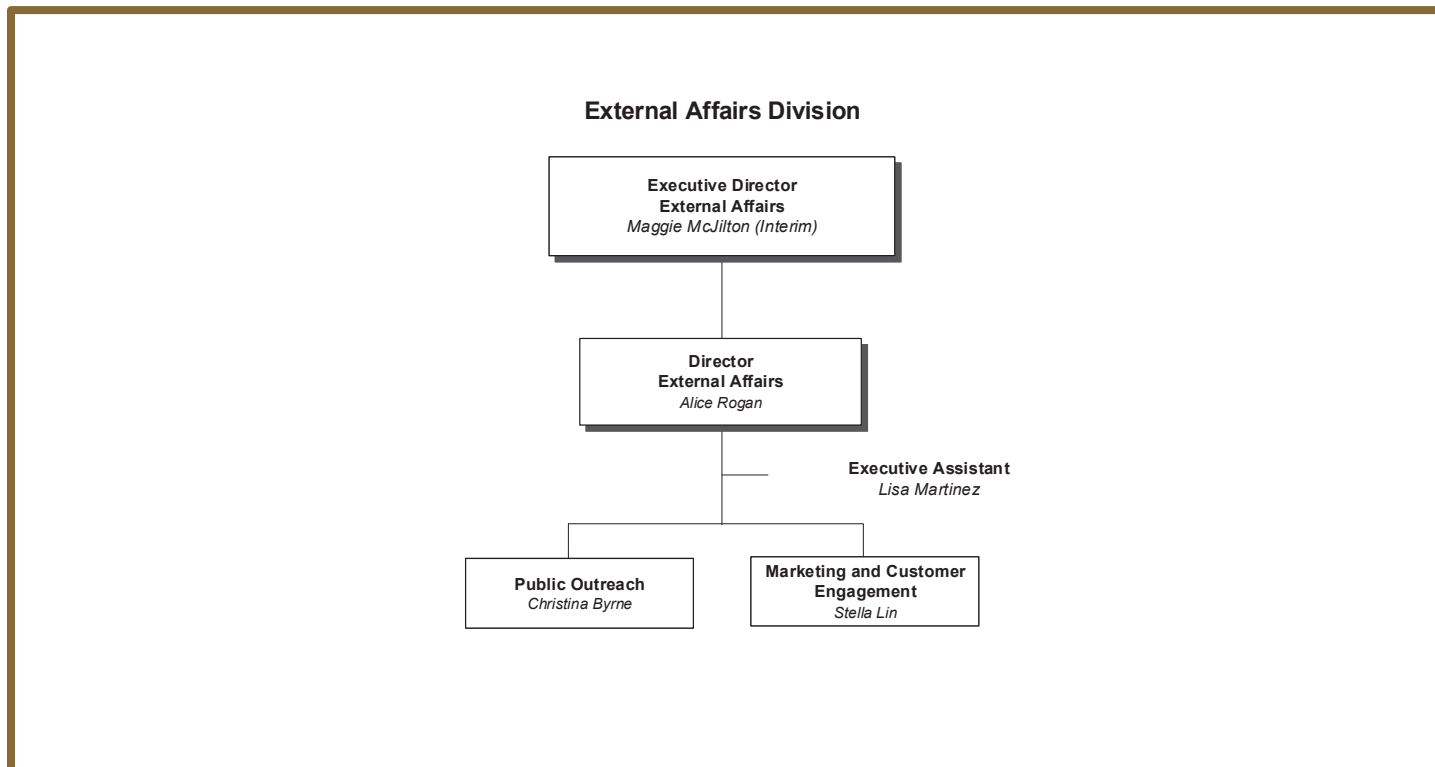 External Affairs Division
Executive Director
External Affairs
Maggie McJilton (Interim)
Director
External Affairs
Alice Rogan
Executive Assistant
Lisa Martinez
Public Outreach
Christina Byrne
Marketing and Customer
Engagement
Stella Lin